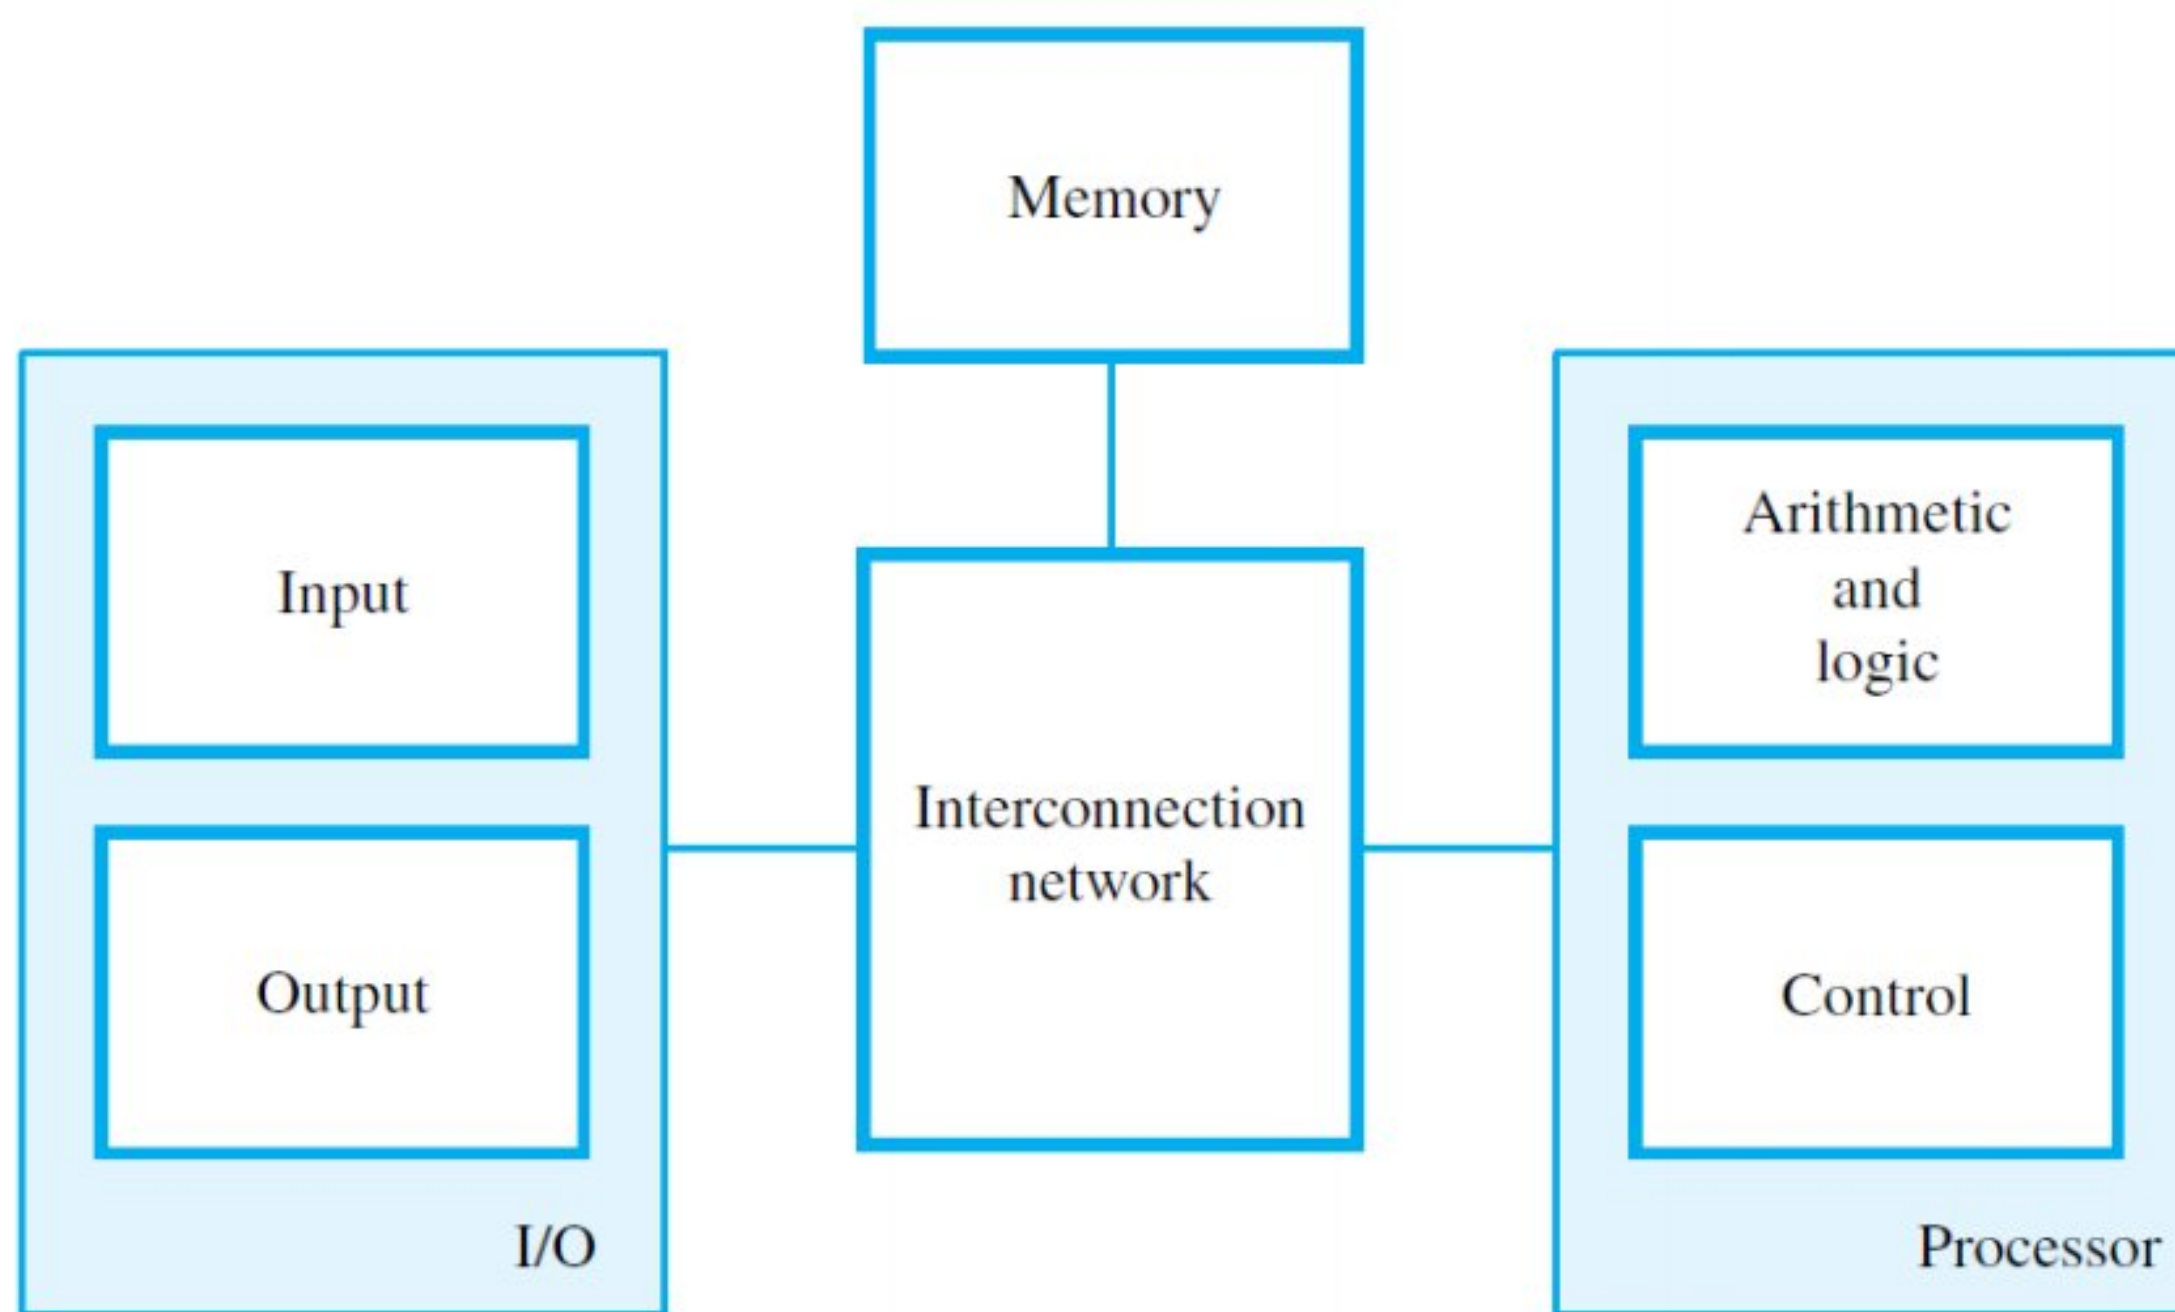 Memory
Input
Output
I/O
Interconnection
network
Arithmetic
and
logic
Control
Processor